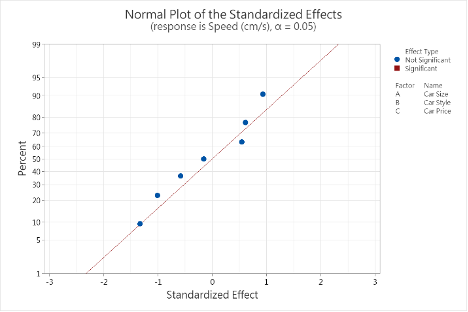 Normal Plot of the Standardized Effects
(response is Speed (cm/s), α = 0.05)
Effect Type
Not Significant
Significant
Factor Name
A Car Size
B Car Style
C Car Price
Percent
99
95
90
80
70
60
50
40
30
20
10
5
1
-3 -2 -1 0 1 2 3
Standardized Effect